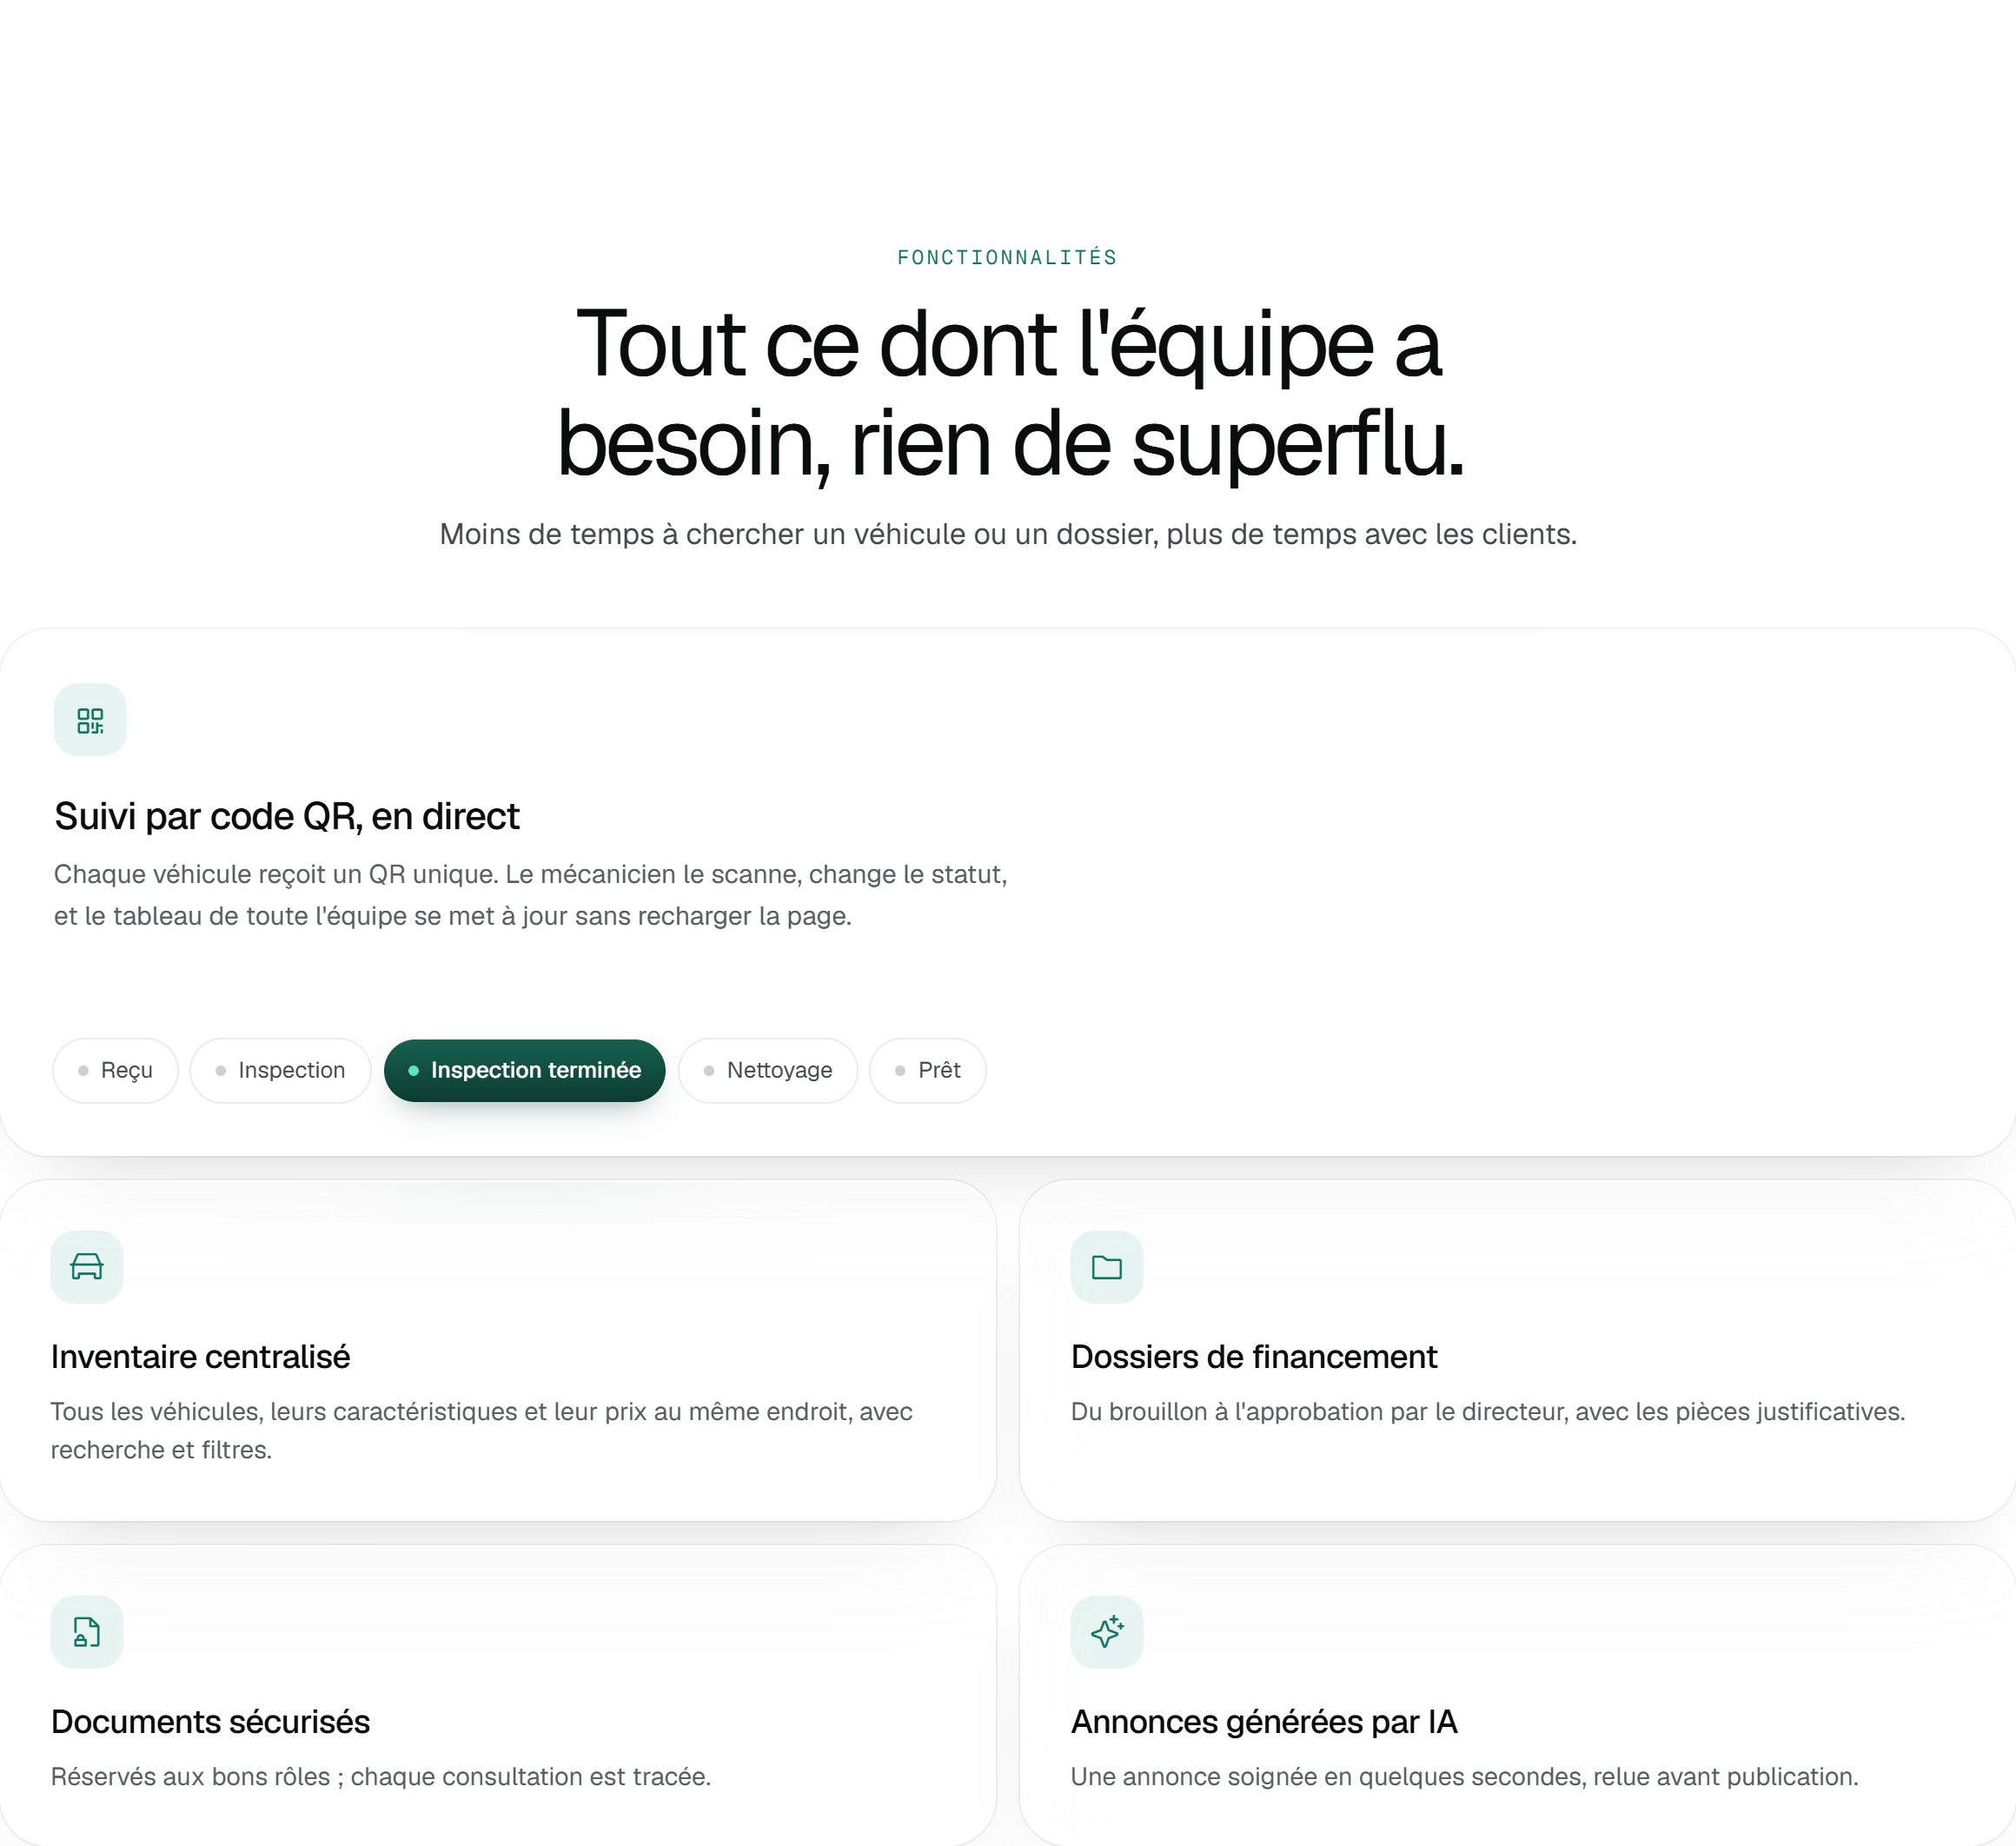 FONCTIONNALITÉS
Tout ce dont l'équipe a
besoin, rien de superflu.
Moins de temps à chercher un véhicule ou un dossier, plus de temps avec les clients.
Suivi par code QR, en direct
Chaque véhicule reçoit un QR unique. Le mécanicien le scanne, change le statut,
et le tableau de toute l'équipe se met à jour sans recharger la page.
Reçu
Inspection
Inspection terminée
Nettoyage
Prêt
Inventaire centralisé
Tous les véhicules, leurs caractéristiques et leur prix au même endroit, avec
recherche et filtres.
Dossiers de financement
Du brouillon à l'approbation par le directeur, avec les pièces justificatives.
Documents sécurisés
Réservés aux bons rôles ; chaque consultation est tracée.
Annonces générées par IA
Une annonce soignée en quelques secondes, relue avant publication.